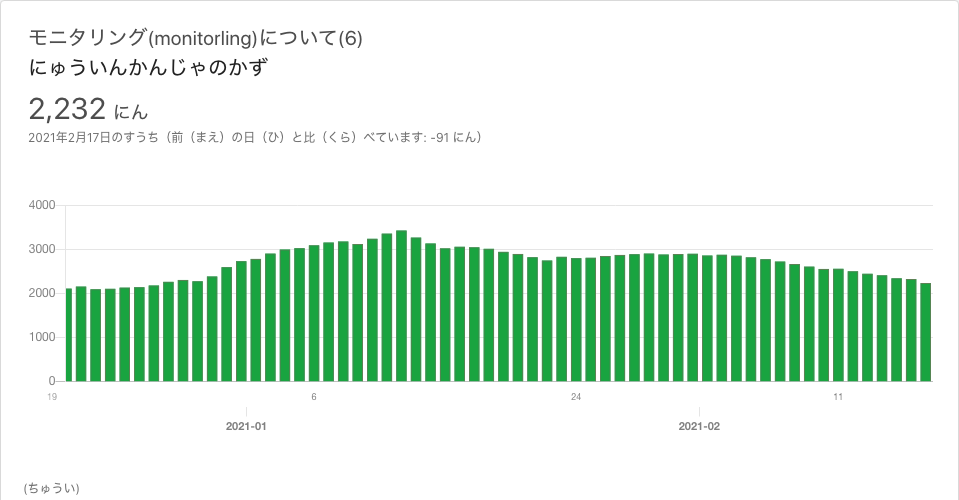 モニタリング(monitorling)について(6)
にゅういんかんじゃのかず
2,232 にん
2021年2月17日のすうち（前（まえ）の日（ひ）と比（くら）べています: -91 にん）
4000
3000
2000
1000
0
19 6 24 11
2021-01 2021-02
(ちゅうい)